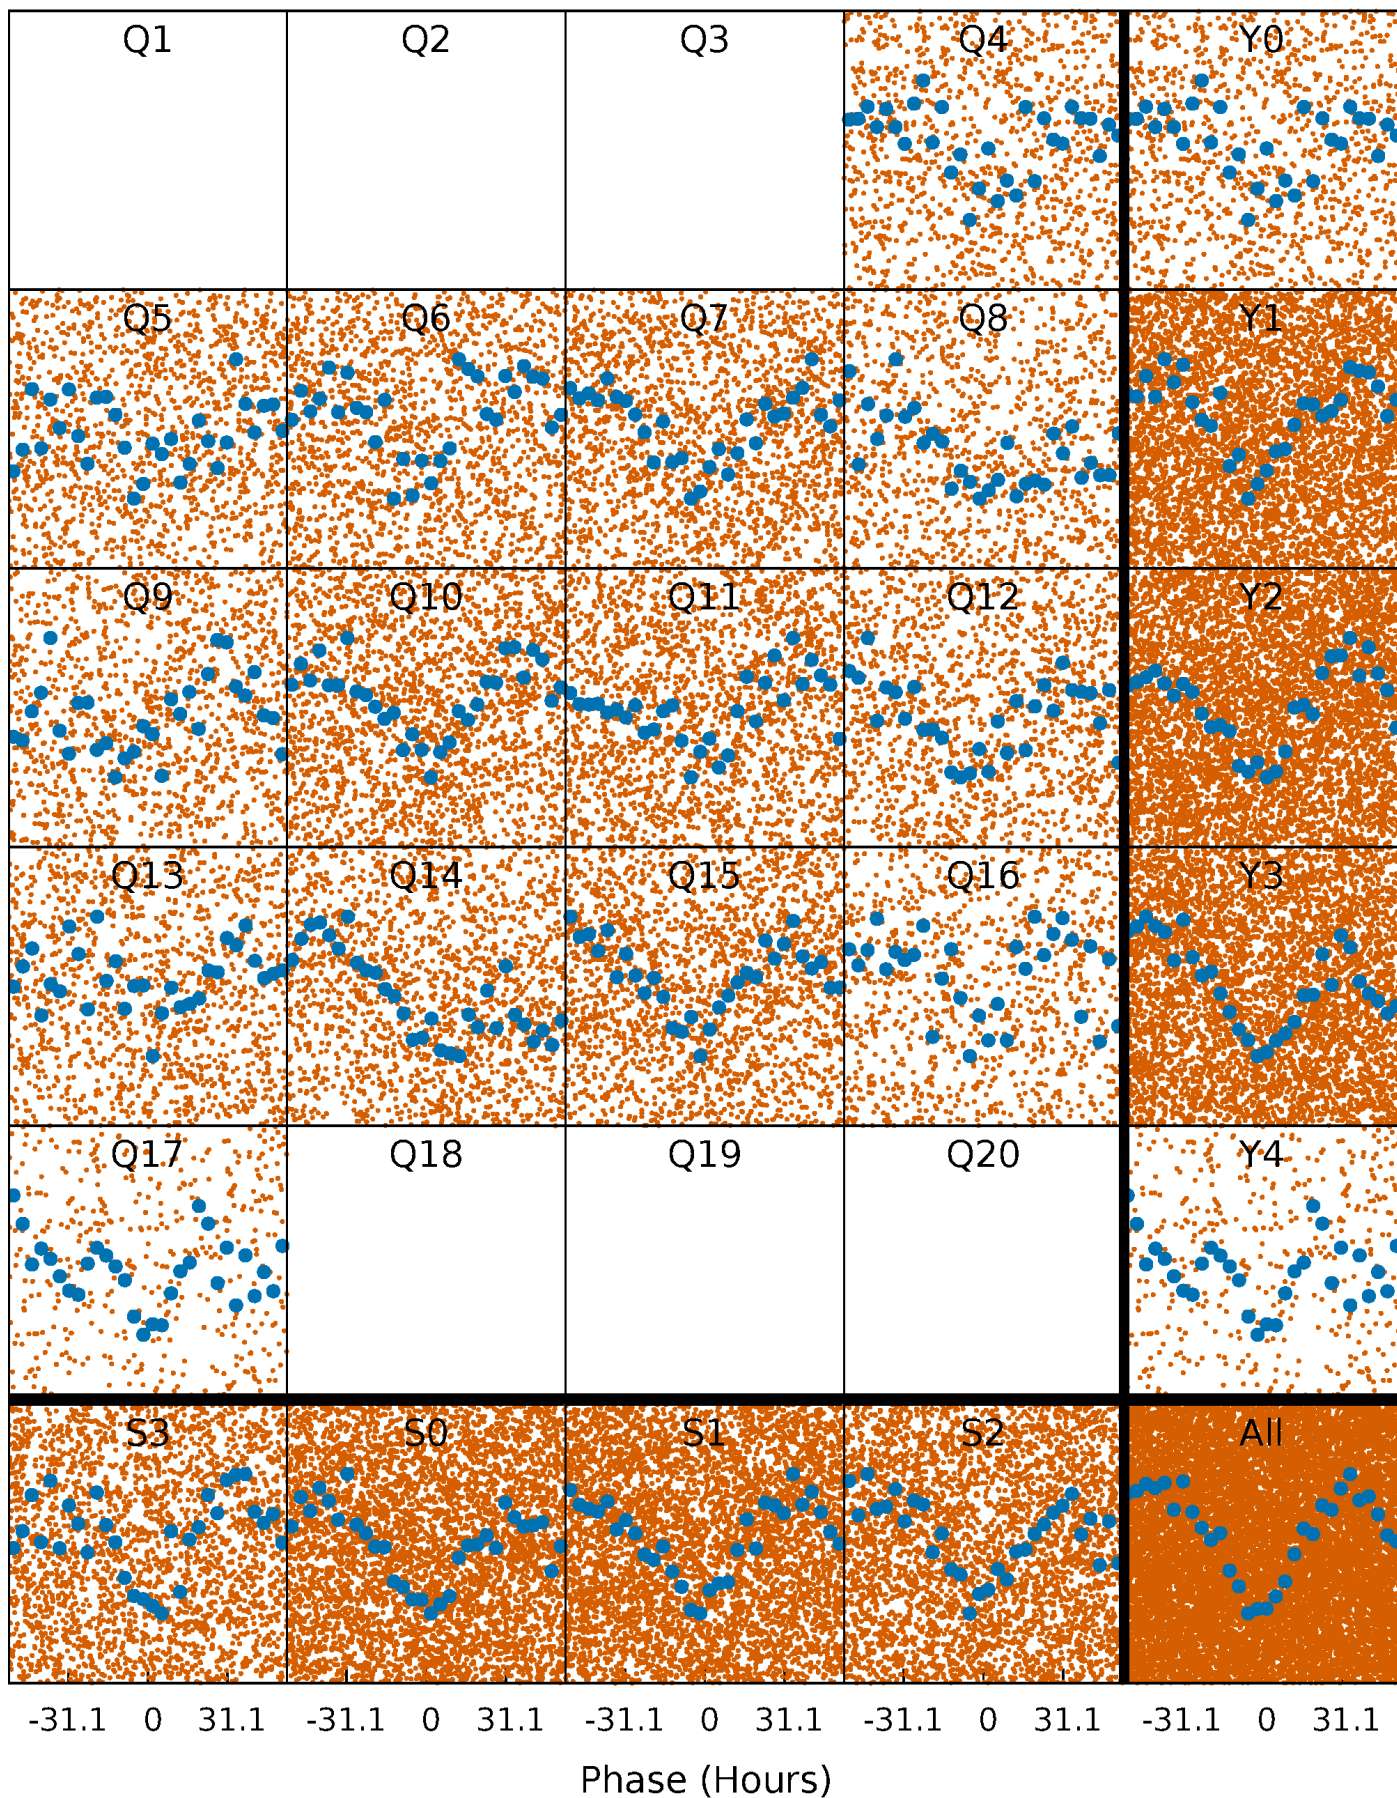 Q1 Q2 Q3 Q4 Y0
Q5 Q6 Q7 Q8 Y1
Q9 Q10 Q11 Q12 Y2
Q13 Q14 Q15 Q16 Y3
Q17 Q18 Q19 Q20 Y4
S3 S0 S1 S2 All
-31.1 0 31.1 -31.1 0 31.1 -31.1 0 31.1 -31.1 0 31.1 -31.1 0 31.1
Phase (Hours)